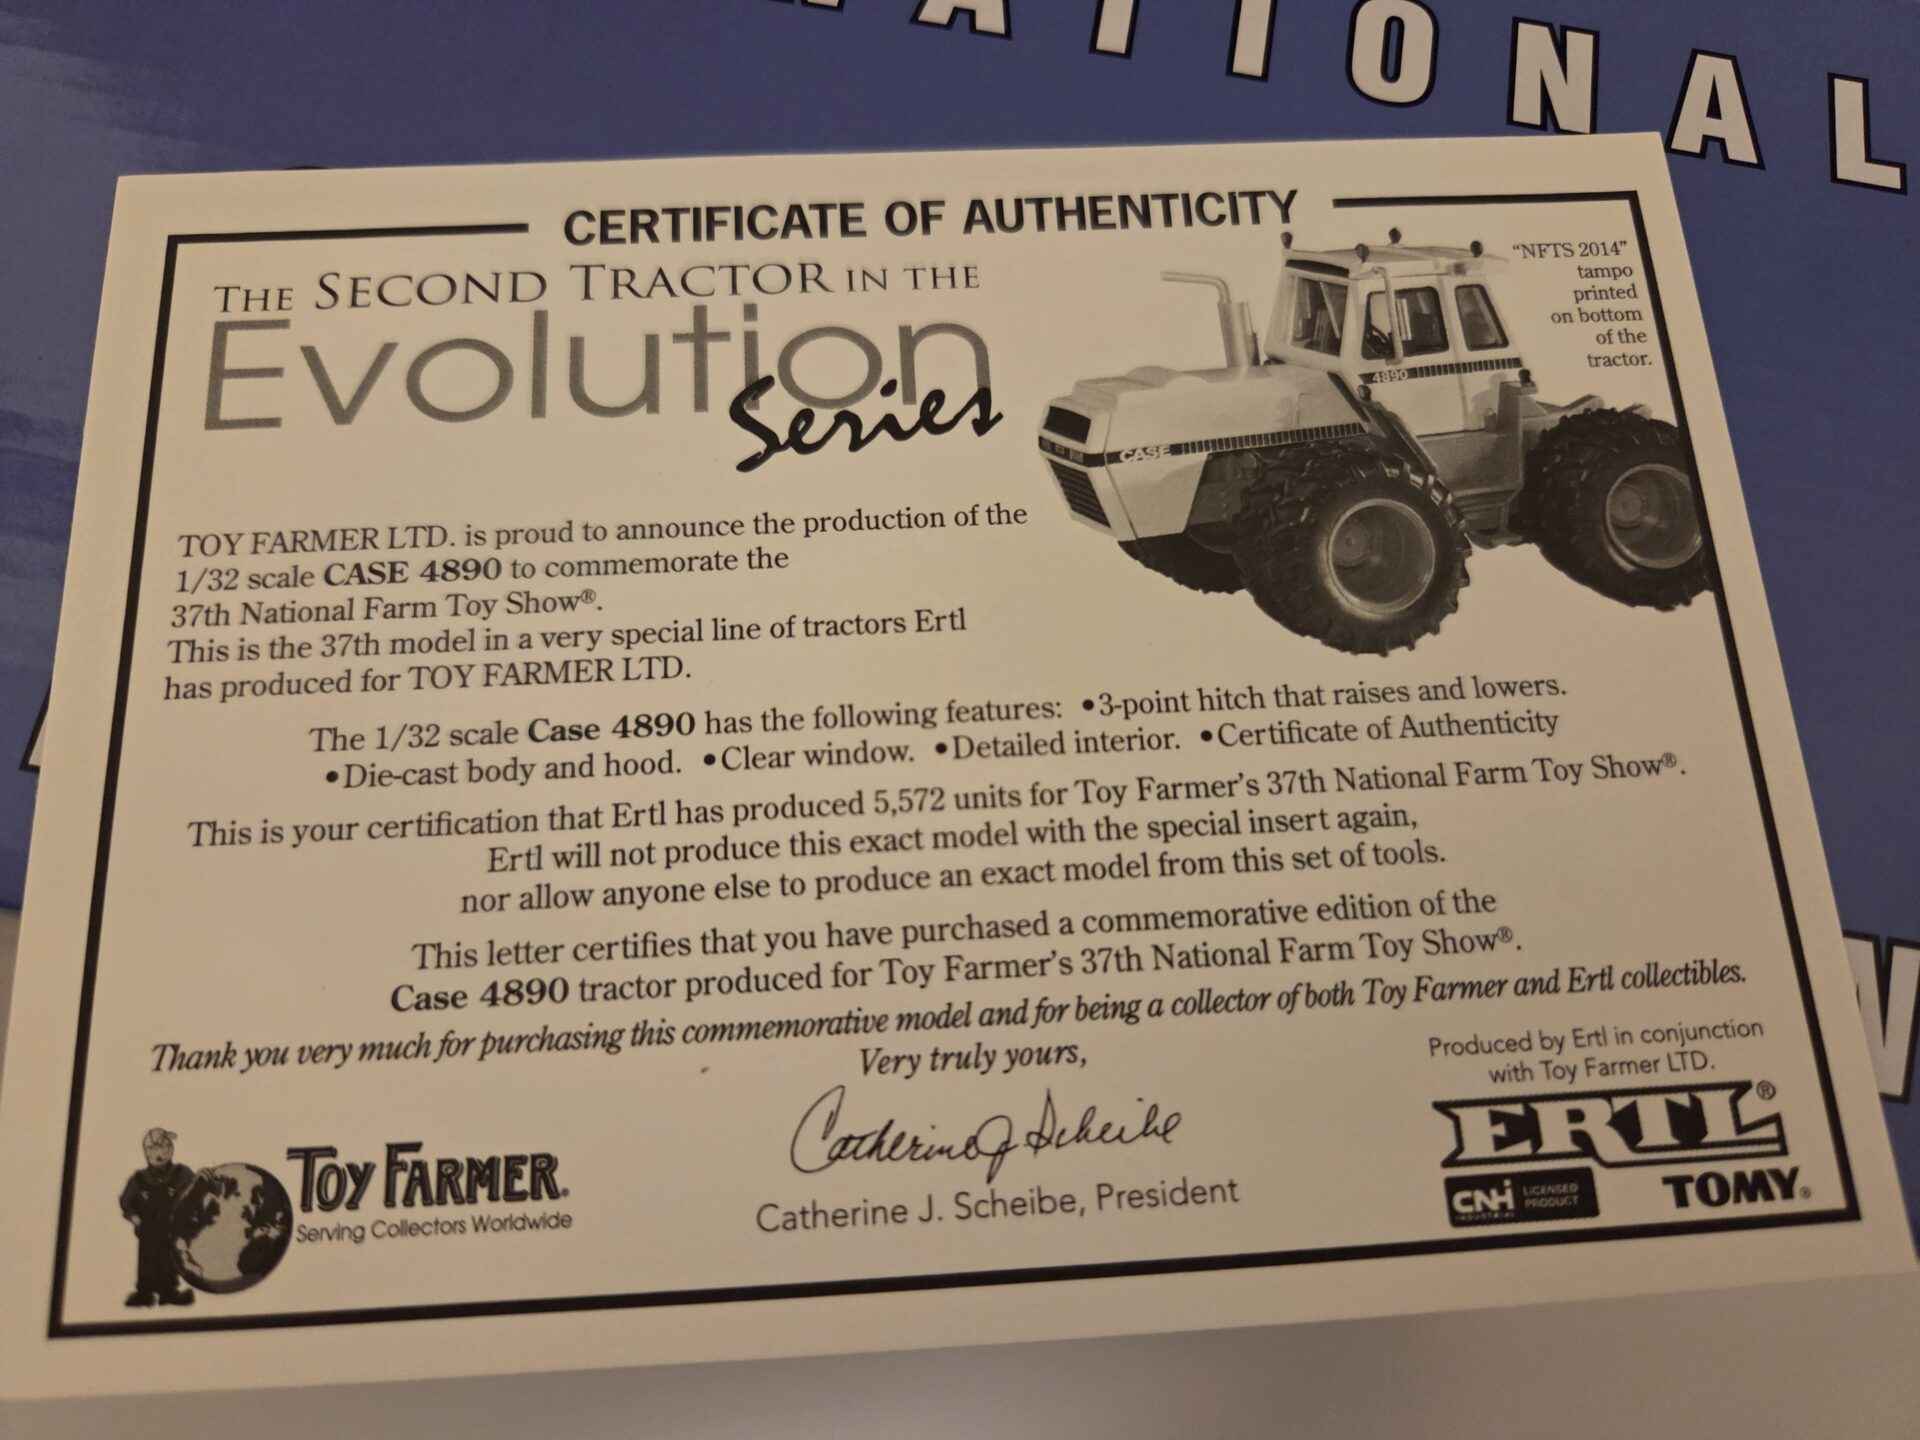 NATIONAL
CERTIFICATE OF AUTHENTICITY
THE SECOND TRACTOR IN THE
Evolution
Series
"NFTS 2014"
tampo
printed
on bottom
of the
tractor.
4890
CASE
TOY FARMER LTD. is proud to announce the production of the
1/32 scale CASE 4890 to commemorate the
37th National Farm Toy Show®.
This is the 37th model in a very special line of tractors Ertl
has produced for TOY FARMER LTD.
The 1/32 scale Case 4890 has the following features: •3-point hitch that raises and lowers.
•Die-cast body and hood. •Clear window. •Detailed interior. •Certificate of Authenticity
This is your certification that Ertl has produced 5,572 units for Toy Farmer's 37th National Farm Toy Show®.
Ertl will not produce this exact model with the special insert again,
nor allow anyone else to produce an exact model from this set of tools.
This letter certifies that you have purchased a commemorative edition of the
Case 4890 tractor produced for Toy Farmer's 37th National Farm Toy Show®.
Thank you very much for purchasing this commemorative model and for being a collector of both Toy Farmer and Ertl collectibles.
Very truly yours,
Catherine J Scheibe
Catherine J. Scheibe, President
TOY FARMER.
Serving Collectors Worldwide
Produced by Ertl in conjunction
with Toy Farmer LTD.
ERTL®
CNH
INDUSTRIAL
LICENSED
PRODUCT
TOMY®